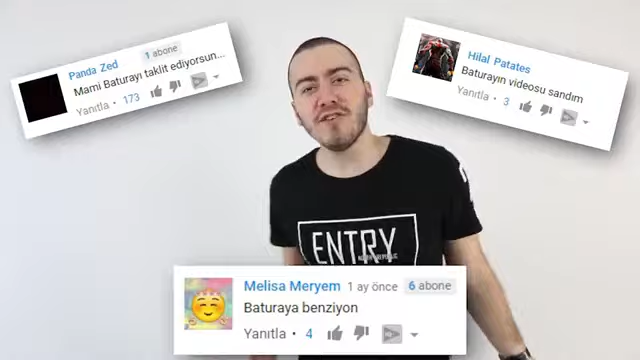 Panda Zed 1 abone
Mami Baturayı taklit ediyorsun...
Yanıtla • 173
Hilal Patates
Baturayın videosu sandım
Yanıtla • 3
ENTRY
Melisa Meryem 1 ay önce 6 abone
Baturaya benziyon
Yanıtla • 4